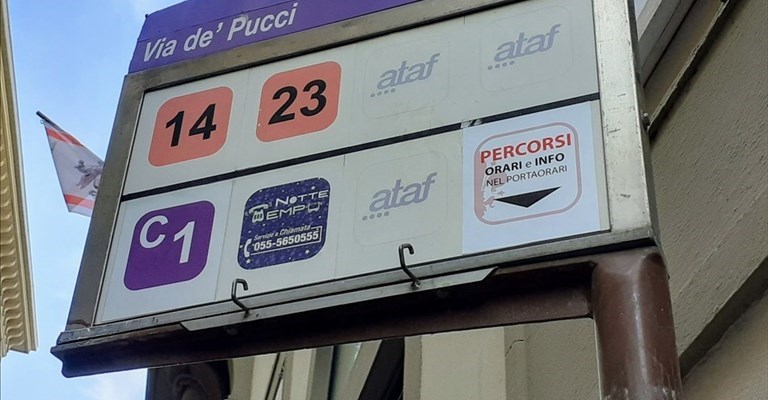 Via de' Pucci
14 23 ataf ataf
PERCORSI
ORARI e INFO
NEL PORTAORARI
C1
NOTTE
TEMPU
Servizio a Chiamata
055-5650555
ataf